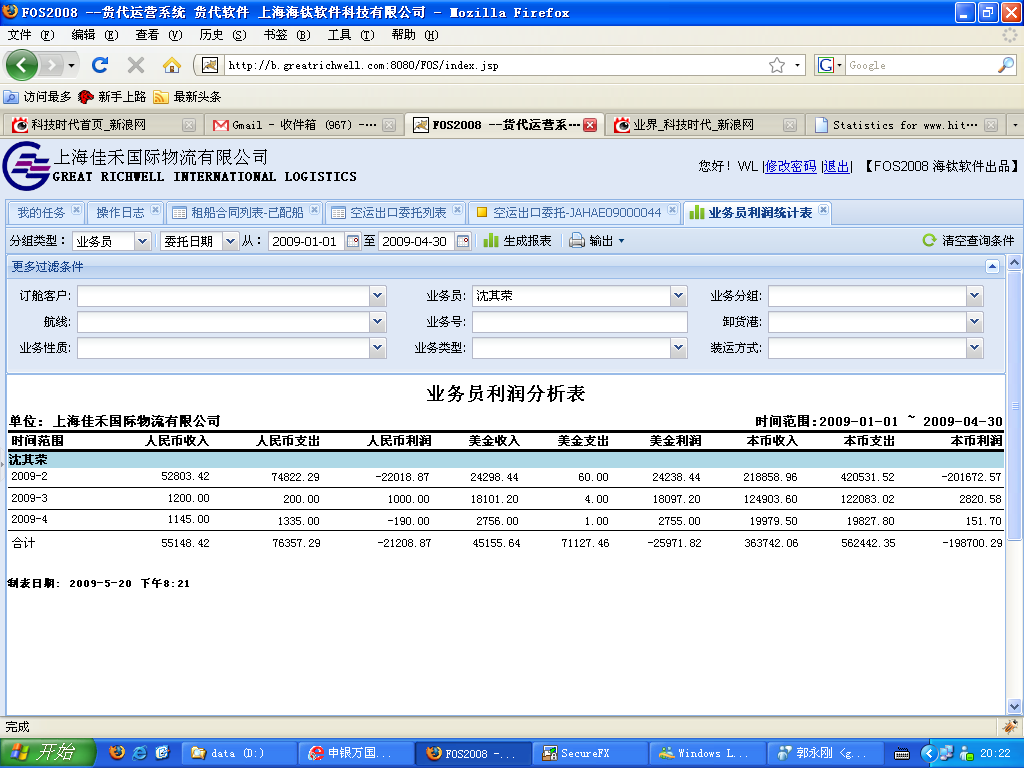 FOS2008 --货代运营系统 货代软件 上海海钛软件科技有限公司 - Mozilla Firefox
文件 (F) 编辑 (E) 查看 (V) 历史 (S) 书签 (B) 工具 (T) 帮助 (H)
http://b.greatrichwell.com:8080/FOS/index.jsp G Google
访问最多 新手上路 最新头条
科技时代首页_新浪网 Gmail - 收件箱 (967) -··· FOS2008 --货代运营系··· 业界_科技时代_新浪网 Statistics for www.hit···
上海佳禾国际物流有限公司
GREAT RICHWELL INTERNATIONAL LOGISTICS
您好! WL |修改密码 |退出| 【FOS2008 海钛软件出品】
我的任务 操作日志 租船合同列表-已配船 空运出口委托列表 空运出口委托-JAHAE09000044 业务员利润统计表
分组类型: 业务员 委托日期 从: 2009-01-01 至 2009-04-30 生成报表 输出 清空查询条件
更多过滤条件
订舱客户: 业务员: 沈其荣 业务分组:
航线: 业务号: 卸货港:
业务性质: 业务类型: 装运方式:
业务员利润分析表
单位: 上海佳禾国际物流有限公司 时间范围:2009-01-01 ~ 2009-04-30
时间范围 人民币收入 人民币支出 人民币利润 美金收入 美金支出 美金利润 本币收入 本币支出 本币利润
沈其荣
2009-2 52803.42 74822.29 -22018.87 24298.44 60.00 24238.44 218858.96 420531.52 -201672.57
2009-3 1200.00 200.00 1000.00 18101.20 4.00 18097.20 124903.60 122083.02 2820.58
2009-4 1145.00 1335.00 -190.00 2756.00 1.00 2755.00 19979.50 19827.80 151.70
合计 55148.42 76357.29 -21208.87 45155.64 71127.46 -25971.82 363742.06 562442.35 -198700.29
制表日期: 2009-5-20 下午8:21
完成
开始 data (D:) 申银万国... FOS2008 -... SecureFX Windows L... 郭永刚 <g... 20:22